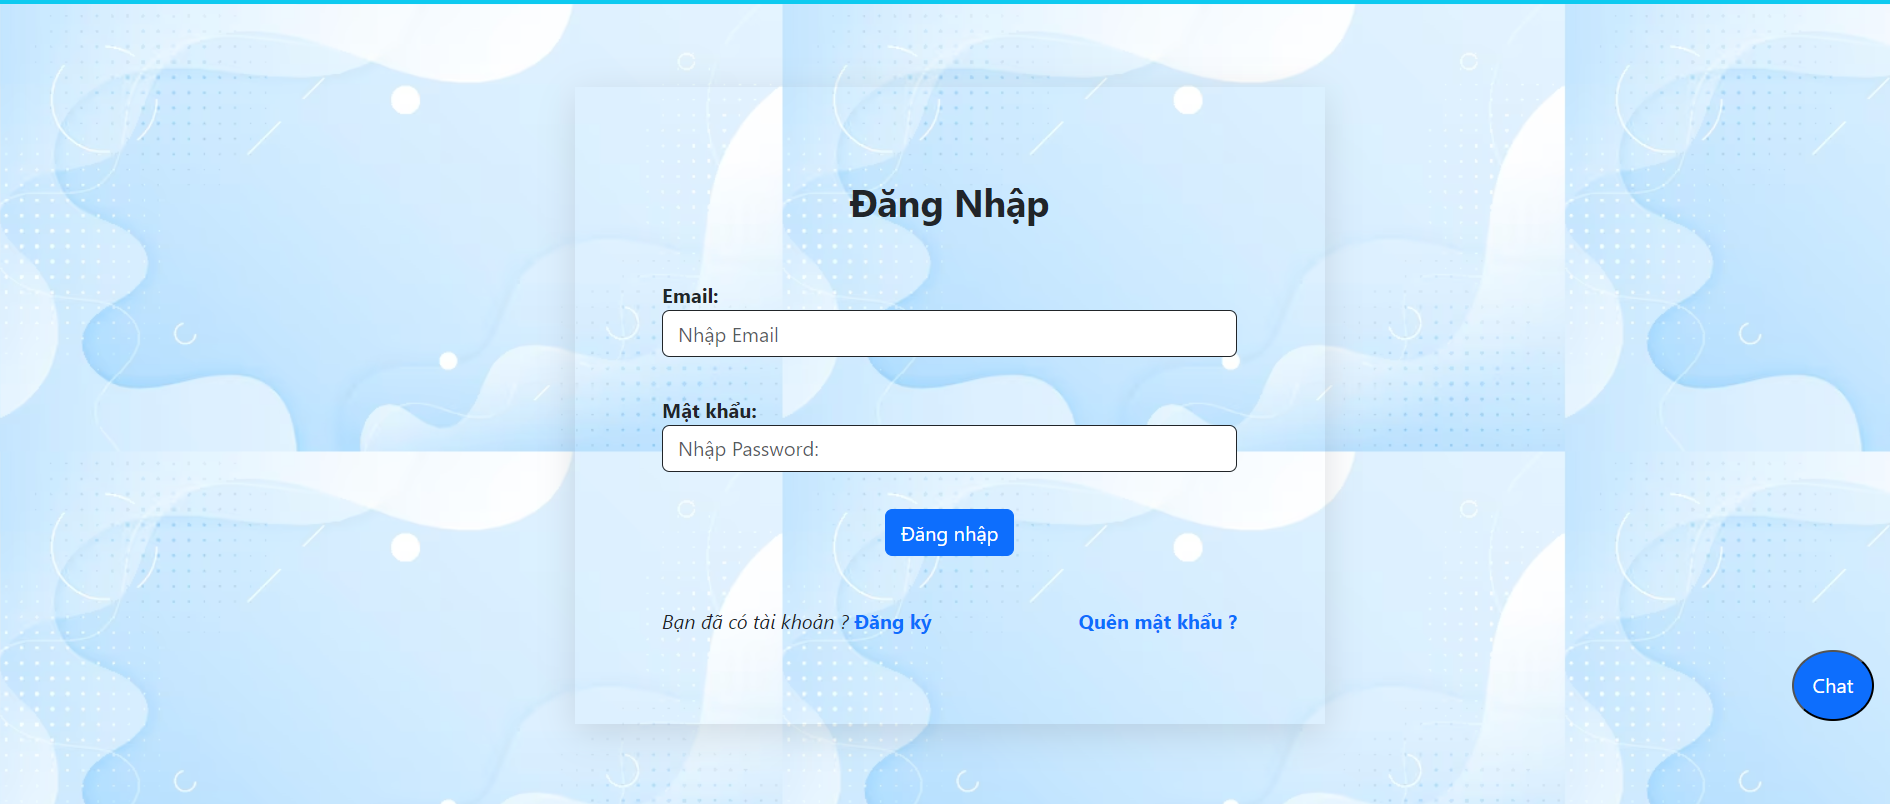 Đăng Nhập
Email:
Nhập Email
Mật khẩu:
Nhập Password:
Đăng nhập
Bạn đã có tài khoản ? Đăng ký
Quên mật khẩu ?
Chat